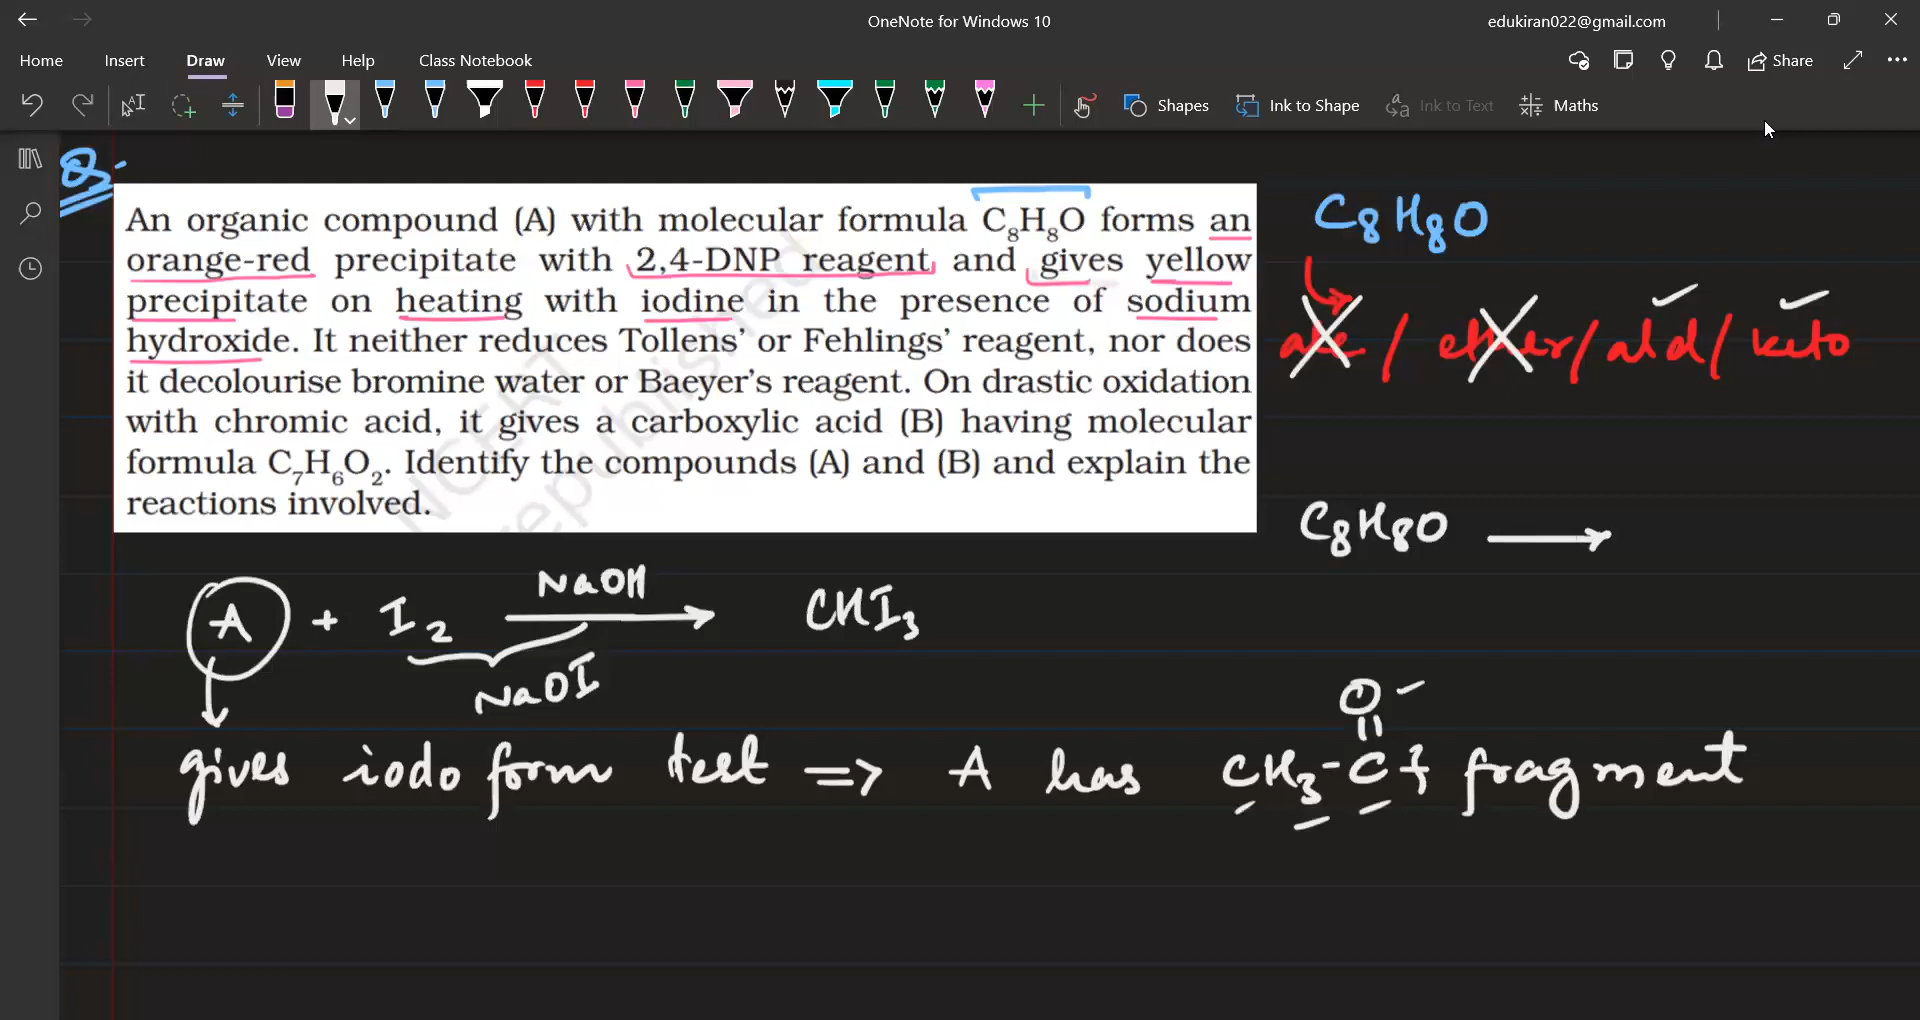 OneNote for Windows 10
edukiran022@gmail.com
Home Insert Draw View Help Class Notebook
Share
Shapes Ink to Shape Ink to Text Maths
Q.
An organic compound (A) with molecular formula C₈H₈O forms an
orange-red precipitate with 2,4-DNP reagent and gives yellow
precipitate on heating with iodine in the presence of sodium
hydroxide. It neither reduces Tollens’ or Fehlings’ reagent, nor does
it decolourise bromine water or Baeyer’s reagent. On drastic oxidation
with chromic acid, it gives a carboxylic acid (B) having molecular
formula C₇H₆O₂. Identify the compounds (A) and (B) and explain the
reactions involved.
NCERT
republished
C8H8O
alc / ether / ald / keto
C8H8O →
A + I2 NaOH → CHI3
NaOI
O
||
gives iodo form test => A has CH3-C- fragment